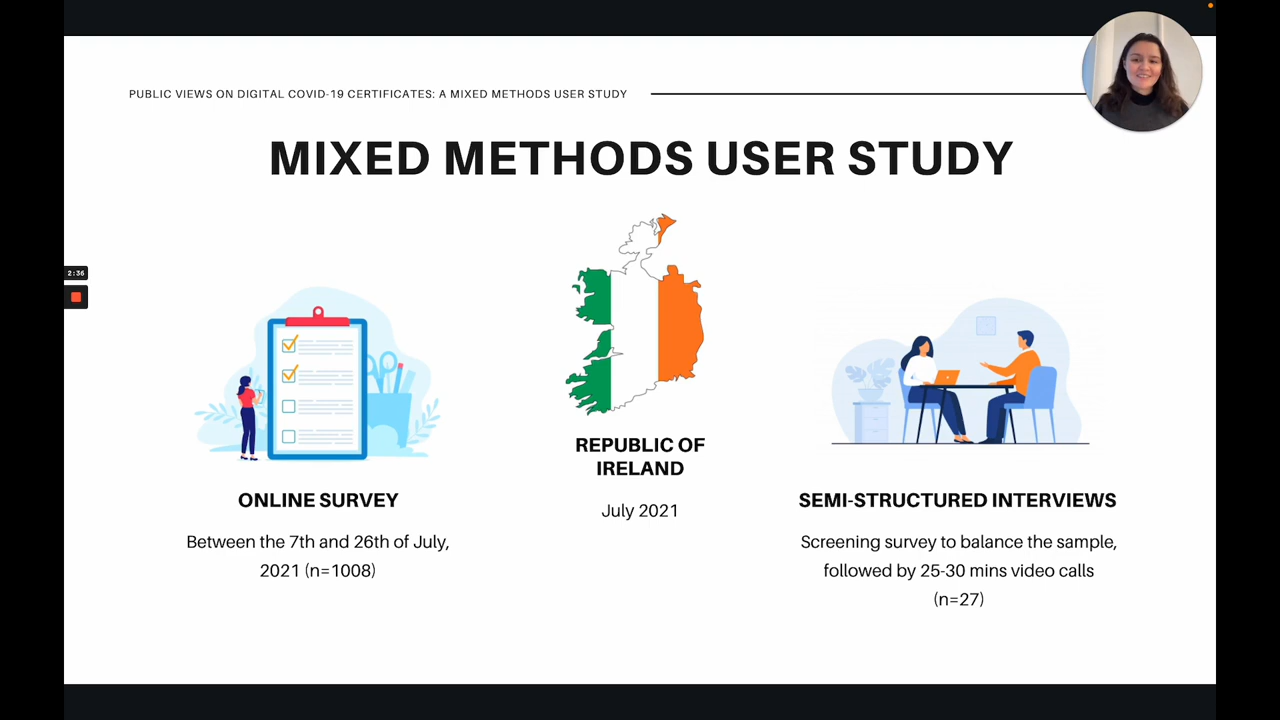 PUBLIC VIEWS ON DIGITAL COVID-19 CERTIFICATES: A MIXED METHODS USER STUDY
MIXED METHODS USER STUDY
2:36
REPUBLIC OF
IRELAND
July 2021
ONLINE SURVEY
Between the 7th and 26th of July,
2021 (n=1008)
SEMI-STRUCTURED INTERVIEWS
Screening survey to balance the sample,
followed by 25-30 mins video calls
(n=27)